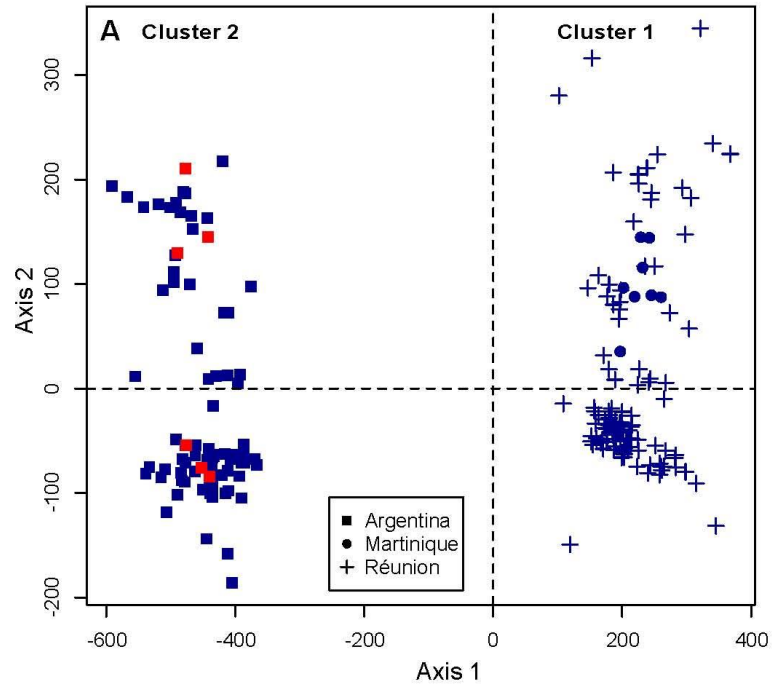 A Cluster 2 Cluster 1
300
200
100
0
-100
-200
Axis 2
Argentina
Martinique
Réunion
-600 -400 -200 0 200 400
Axis 1